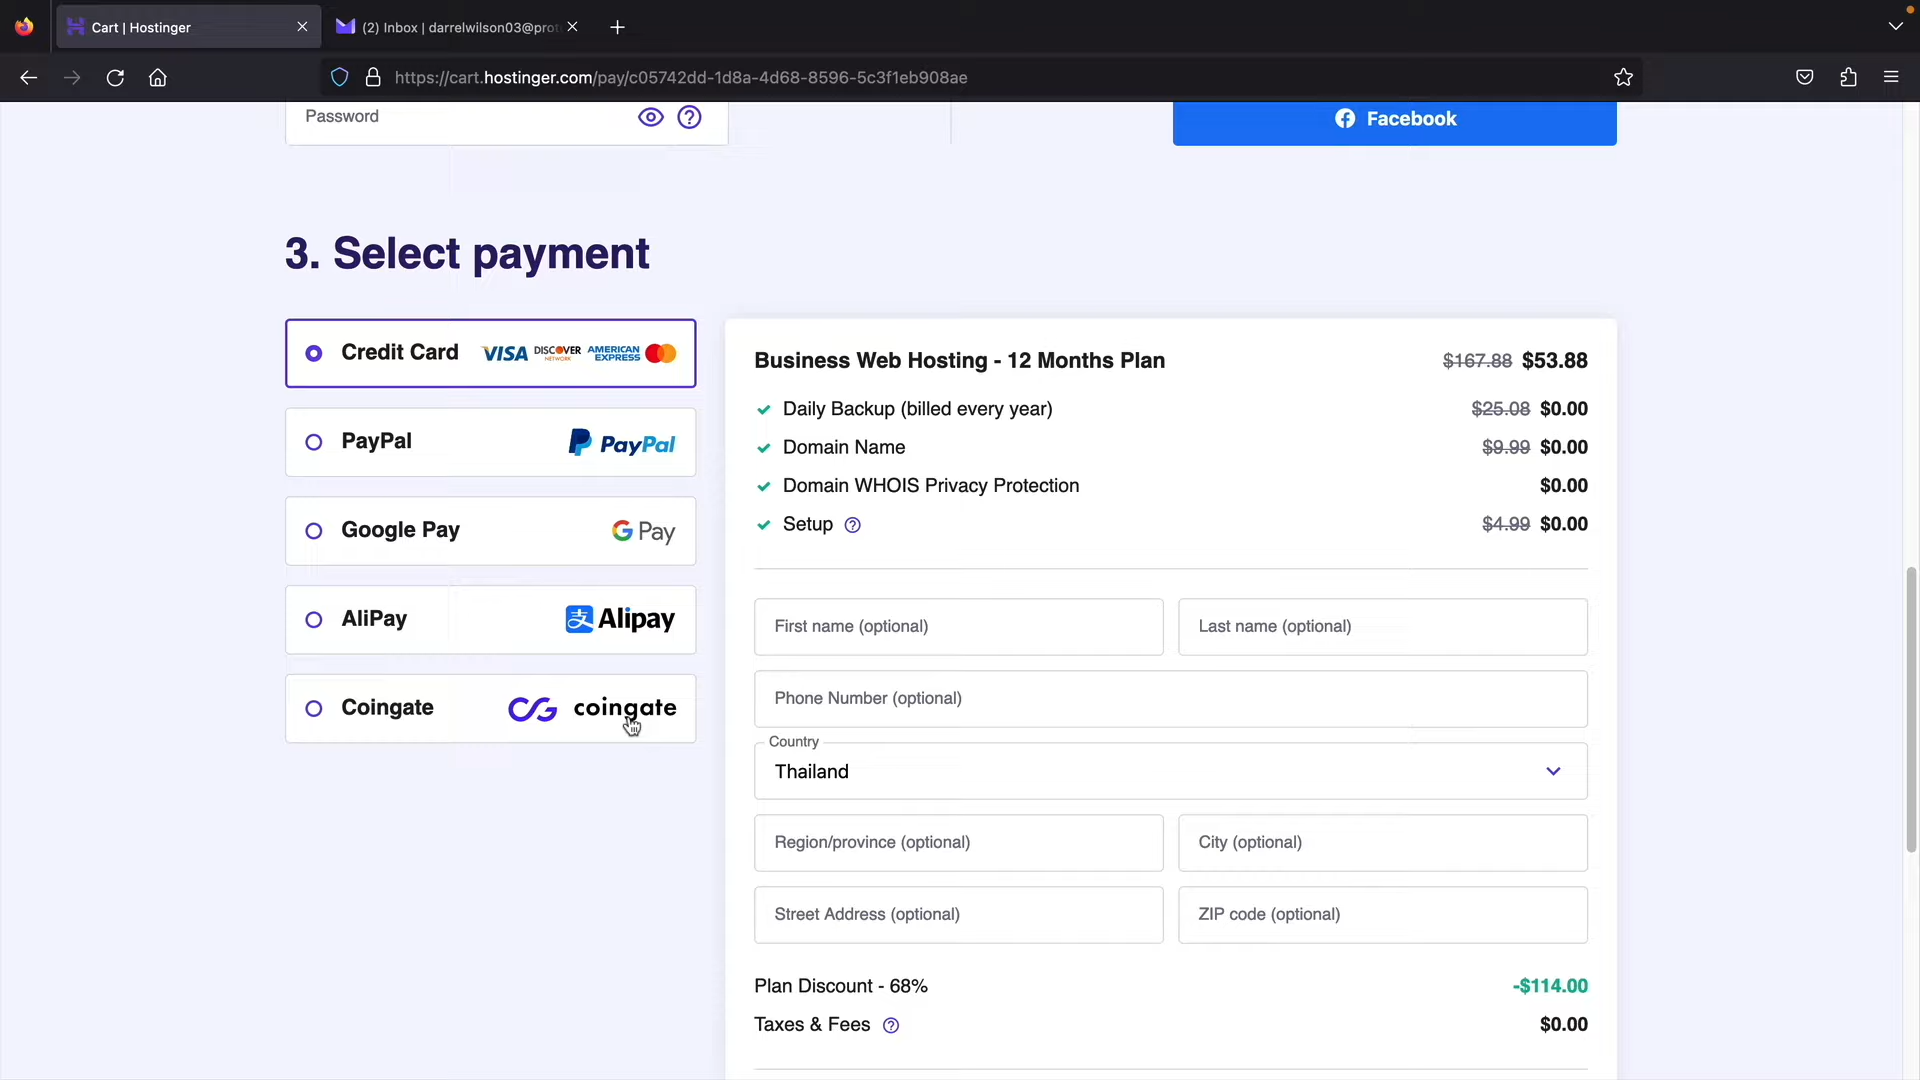 Cart | Hostinger
(2) Inbox | darrelwilson03@prot
https://cart.hostinger.com/pay/c05742dd-1d8a-4d68-8596-5c3f1eb908ae
Password
Facebook
3. Select payment
Credit Card VISA DISCOVER NETWORK AMERICAN EXPRESS
PayPal PayPal
Google Pay G Pay
AliPay 支 Alipay
Coingate coingate
Business Web Hosting - 12 Months Plan $167.88 $53.88
Daily Backup (billed every year) $25.08 $0.00
Domain Name $9.99 $0.00
Domain WHOIS Privacy Protection $0.00
Setup ? $4.99 $0.00
First name (optional) Last name (optional)
Phone Number (optional)
Country
Thailand
Region/province (optional) City (optional)
Street Address (optional) ZIP code (optional)
Plan Discount - 68% -$114.00
Taxes & Fees ? $0.00